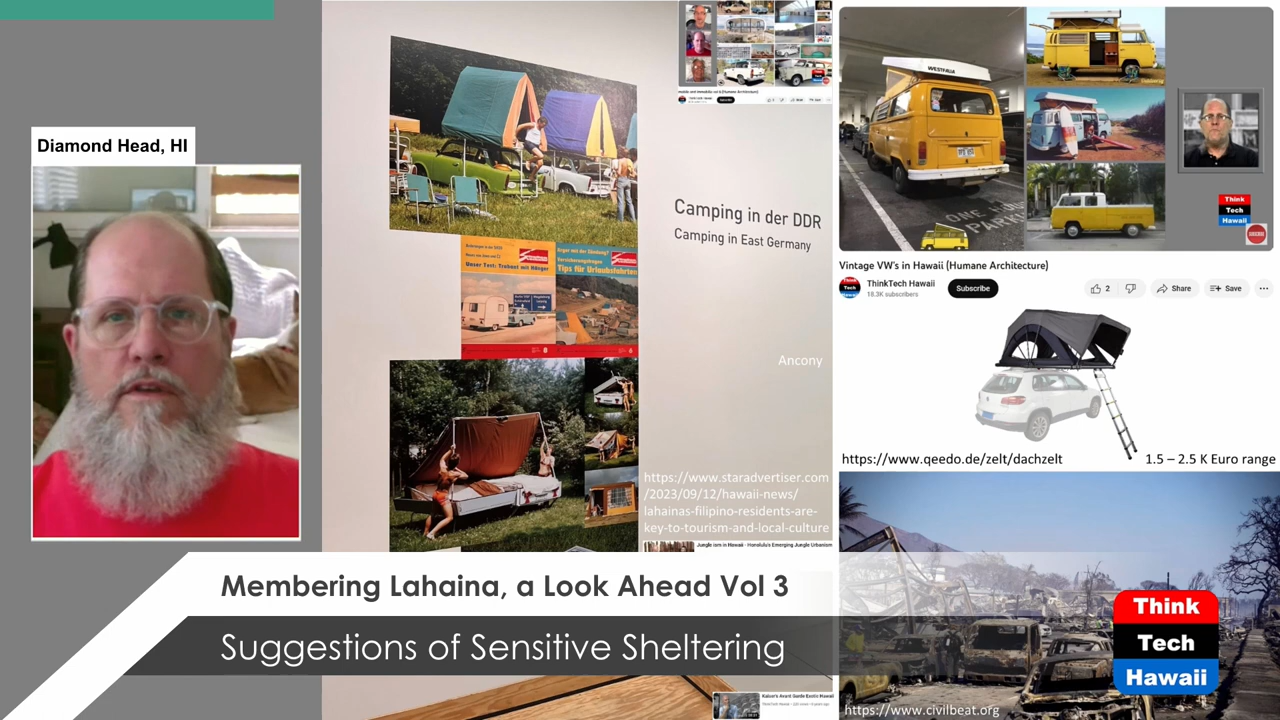 Diamond Head, HI
Camping in der DDR
Camping in East Germany
Unser Test: Trabant mit Hänger
Tips für Urlaubsfahrten
Ancony
https://www.staradvertiser.com
/2023/09/12/hawaii-news/
lahainas-filipino-residents-are-
key-to-tourism-and-local-culture
Jungle ism in Hawaii - Honolulu's Emerging Jungle Urbanism
WESTFALIA
Think
Tech
Hawaii
Vintage VW's in Hawaii (Humane Architecture)
ThinkTech Hawaii
18.3K subscribers
Subscribe
2
Share
Save
https://www.qeedo.de/zelt/dachzelt
1.5 – 2.5 K Euro range
Membering Lahaina, a Look Ahead Vol 3
Suggestions of Sensitive Sheltering
Think
Tech
Hawaii
https://www.civilbeat.org